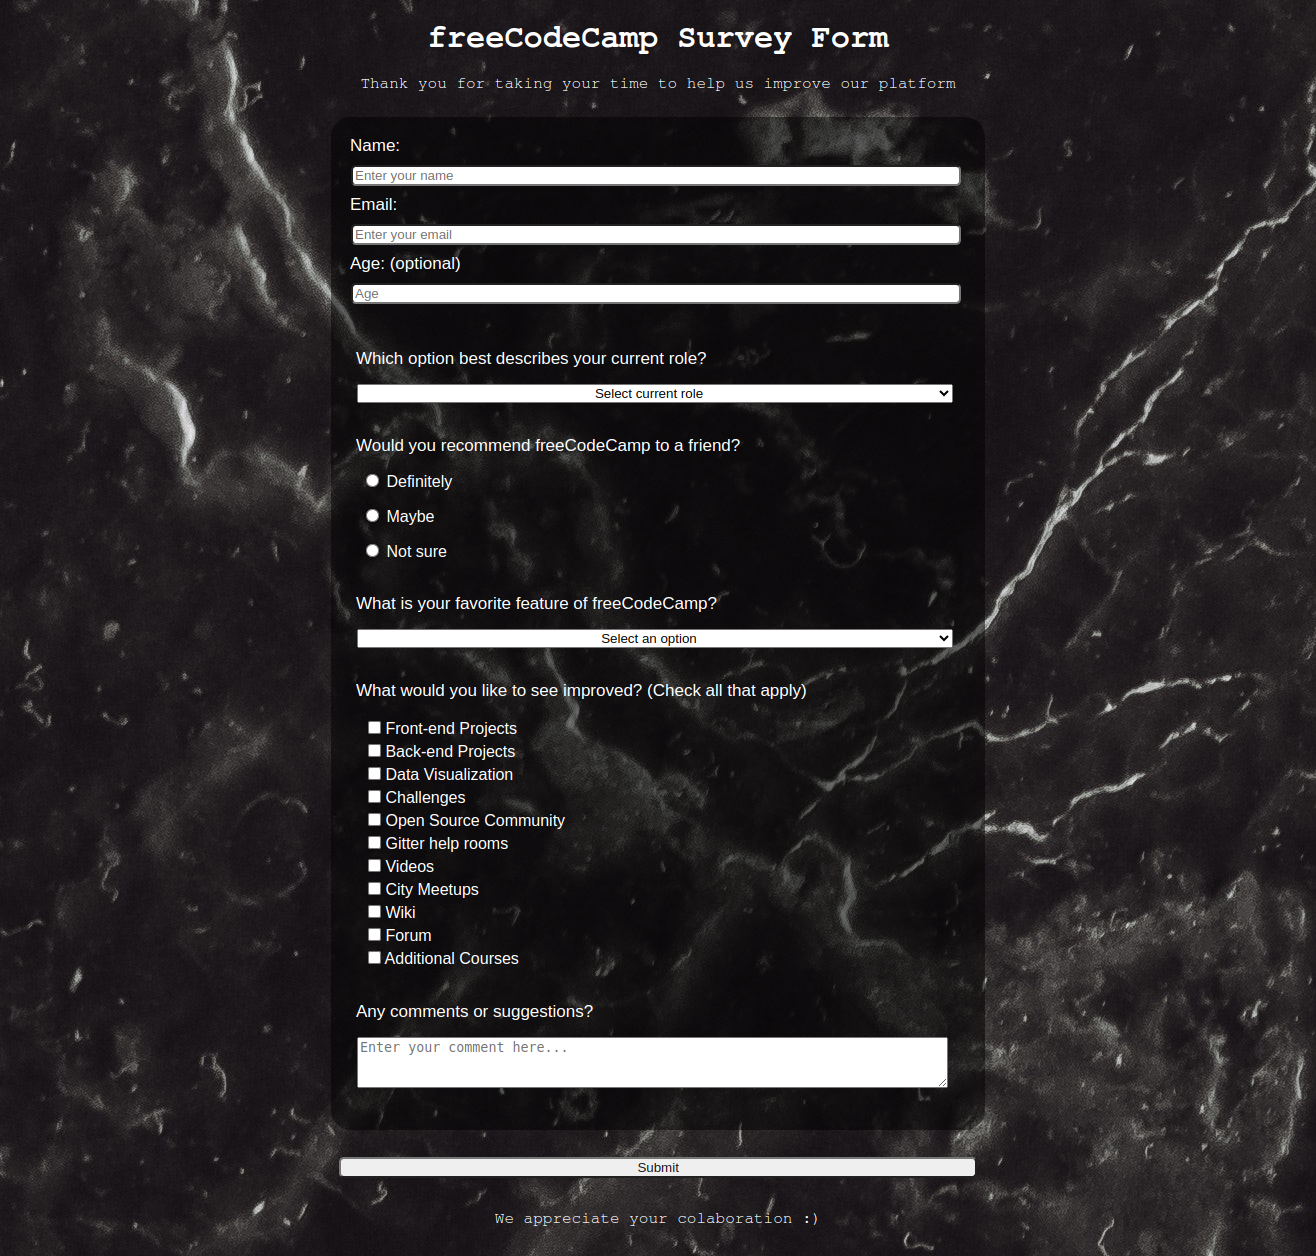 freeCodeCamp Survey Form
Thank you for taking your time to help us improve our platform
Name:
Enter your name
Email:
Enter your email
Age: (optional)
Age
Which option best describes your current role?
Select current role
Would you recommend freeCodeCamp to a friend?
Definitely
Maybe
Not sure
What is your favorite feature of freeCodeCamp?
Select an option
What would you like to see improved? (Check all that apply)
Front-end Projects
Back-end Projects
Data Visualization
Challenges
Open Source Community
Gitter help rooms
Videos
City Meetups
Wiki
Forum
Additional Courses
Any comments or suggestions?
Enter your comment here...
Submit
We appreciate your colaboration :)